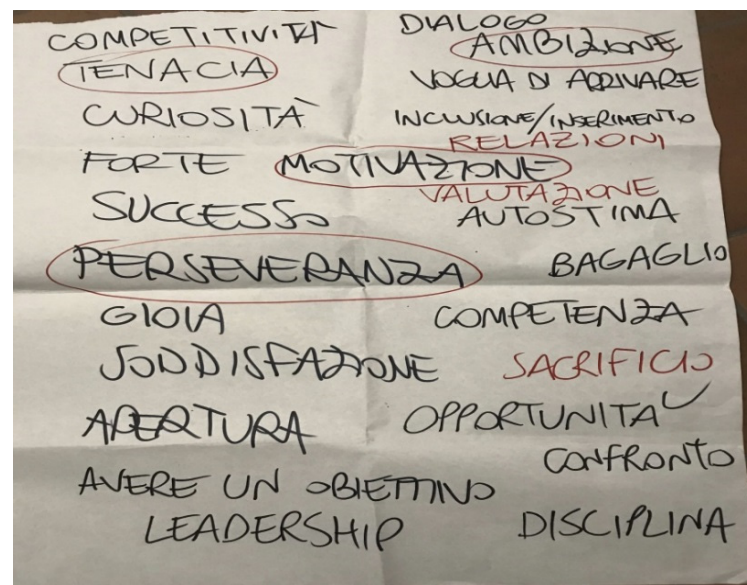 COMPETITIVITÀ DIALOGO
TENACIA AMBIZIONE
VOGLIA DI ARRIVARE
CURIOSITÀ INCLUSIONE/INSERIMENTO
RELAZIONI
FORTE MOTIVAZIONE
VALUTAZIONE
SUCCESSO AUTOSTIMA
PERSEVERANZA BAGAGLIO
GIOIA COMPETENZA
SODDISFAZIONE SACRIFICIO
APERTURA OPPORTUNITÀ
CONFRONTO
AVERE UN OBIETTIVO
LEADERSHIP DISCIPLINA